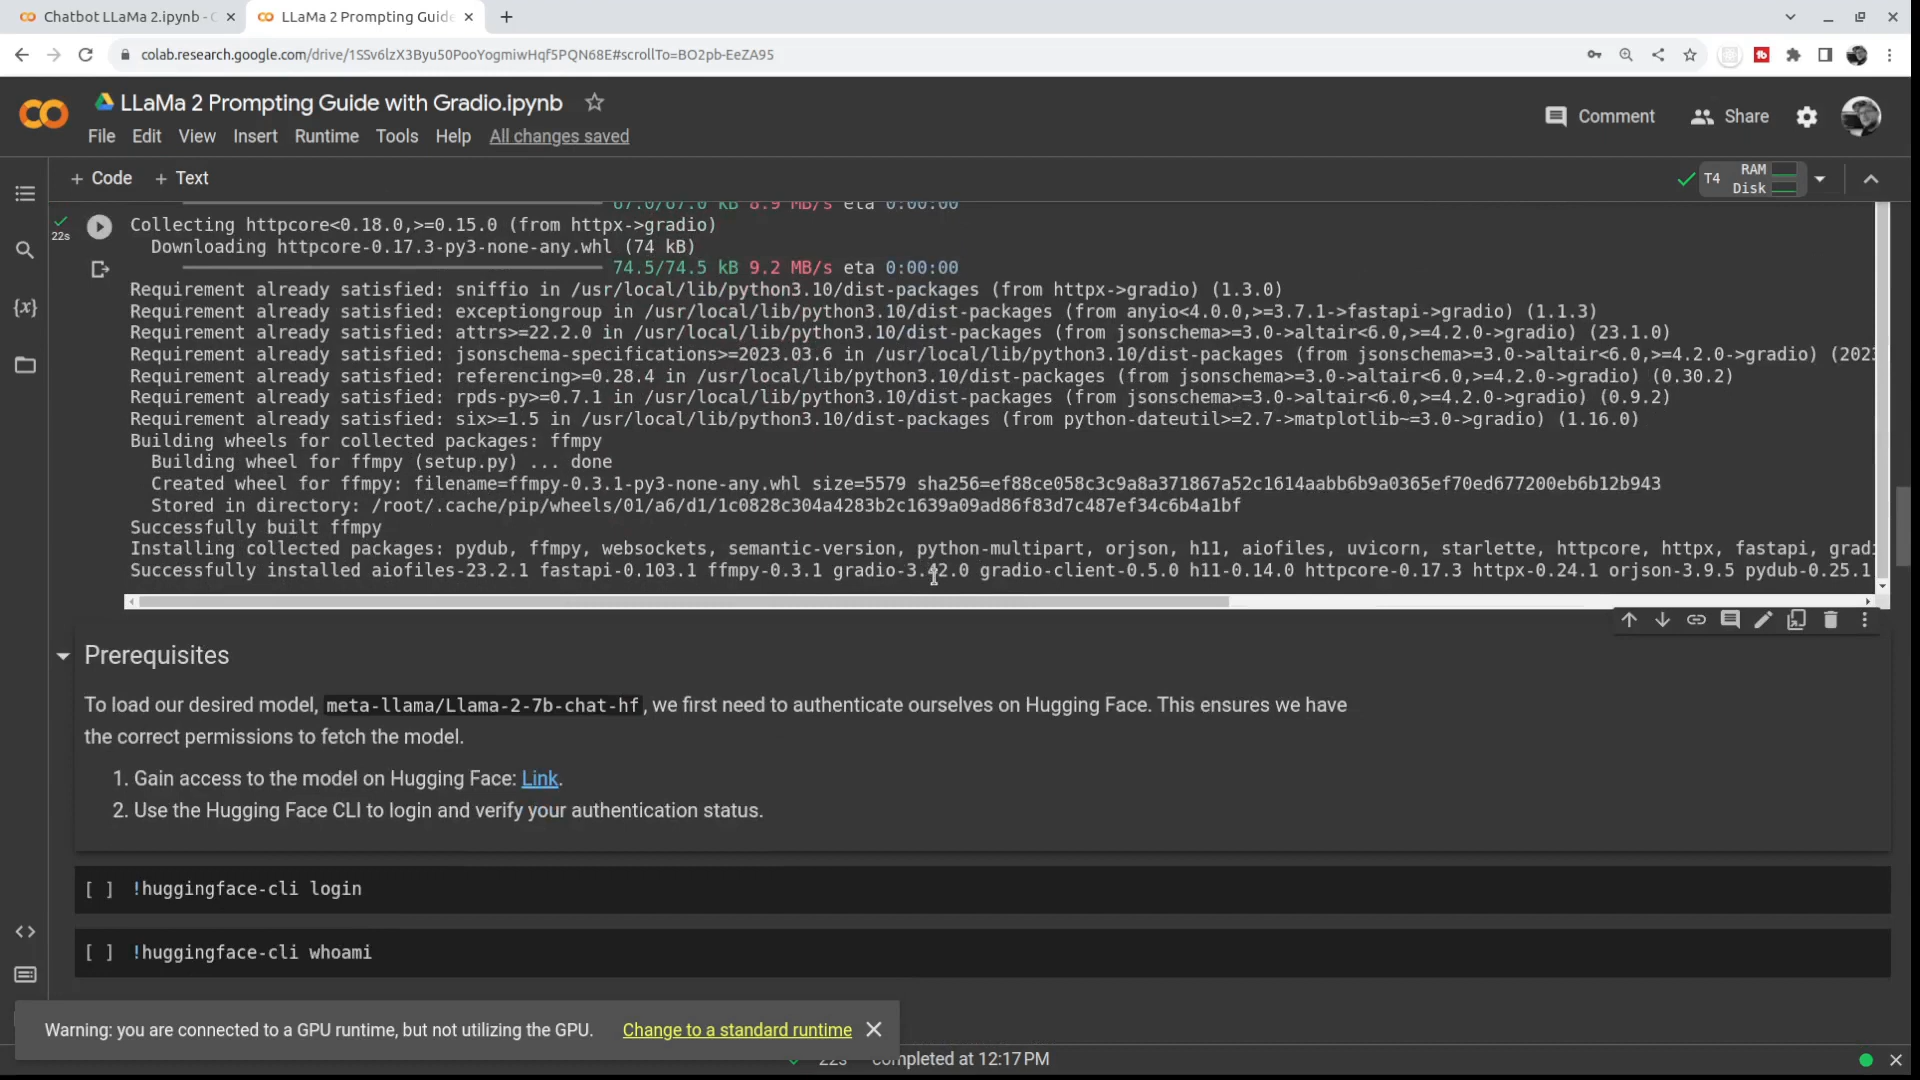 Chatbot LLaMa 2.ipynb -
LLaMa 2 Prompting Guide
colab.research.google.com/drive/1SSv6lzX3Byu50PooYogmiwHqf5PQN68E#scrollTo=BO2pb-EeZA95
LLaMa 2 Prompting Guide with Gradio.ipynb
File Edit View Insert Runtime Tools Help All changes saved
Comment
Share
+ Code + Text
T4 RAM
Disk
67.0/67.0 kB 8.9 MB/s eta 0:00:00
22s
Collecting httpcore<0.18.0,>=0.15.0 (from httpx->gradio)
Downloading httpcore-0.17.3-py3-none-any.whl (74 kB)
74.5/74.5 kB 9.2 MB/s eta 0:00:00
Requirement already satisfied: sniffio in /usr/local/lib/python3.10/dist-packages (from httpx->gradio) (1.3.0)
Requirement already satisfied: exceptiongroup in /usr/local/lib/python3.10/dist-packages (from anyio<4.0.0,>=3.7.1->fastapi->gradio) (1.1.3)
Requirement already satisfied: attrs>=22.2.0 in /usr/local/lib/python3.10/dist-packages (from jsonschema>=3.0->altair<6.0,>=4.2.0->gradio) (23.1.0)
Requirement already satisfied: jsonschema-specifications>=2023.03.6 in /usr/local/lib/python3.10/dist-packages (from jsonschema>=3.0->altair<6.0,>=4.2.0->gradio) (202
Requirement already satisfied: referencing>=0.28.4 in /usr/local/lib/python3.10/dist-packages (from jsonschema>=3.0->altair<6.0,>=4.2.0->gradio) (0.30.2)
Requirement already satisfied: rpds-py>=0.7.1 in /usr/local/lib/python3.10/dist-packages (from jsonschema>=3.0->altair<6.0,>=4.2.0->gradio) (0.9.2)
Requirement already satisfied: six>=1.5 in /usr/local/lib/python3.10/dist-packages (from python-dateutil>=2.7->matplotlib~=3.0->gradio) (1.16.0)
Building wheels for collected packages: ffmpy
Building wheel for ffmpy (setup.py) ... done
Created wheel for ffmpy: filename=ffmpy-0.3.1-py3-none-any.whl size=5579 sha256=ef88ce058c3c9a8a371867a52c1614aabb6b9a0365ef70ed677200eb6b12b943
Stored in directory: /root/.cache/pip/wheels/01/a6/d1/1c0828c304a4283b2c1639a09ad86f83d7c487ef34c6b4a1bf
Successfully built ffmpy
Installing collected packages: pydub, ffmpy, websockets, semantic-version, python-multipart, orjson, h11, aiofiles, uvicorn, starlette, httpcore, httpx, fastapi, gradi
Successfully installed aiofiles-23.2.1 fastapi-0.103.1 ffmpy-0.3.1 gradio-3.42.0 gradio-client-0.5.0 h11-0.14.0 httpcore-0.17.3 httpx-0.24.1 orjson-3.9.5 pydub-0.25.1
Prerequisites
To load our desired model, meta-llama/Llama-2-7b-chat-hf, we first need to authenticate ourselves on Hugging Face. This ensures we have
the correct permissions to fetch the model.
1. Gain access to the model on Hugging Face: Link.
2. Use the Hugging Face CLI to login and verify your authentication status.
[ ] !huggingface-cli login
[ ] !huggingface-cli whoami
Warning: you are connected to a GPU runtime, but not utilizing the GPU. Change to a standard runtime
22s completed at 12:17 PM